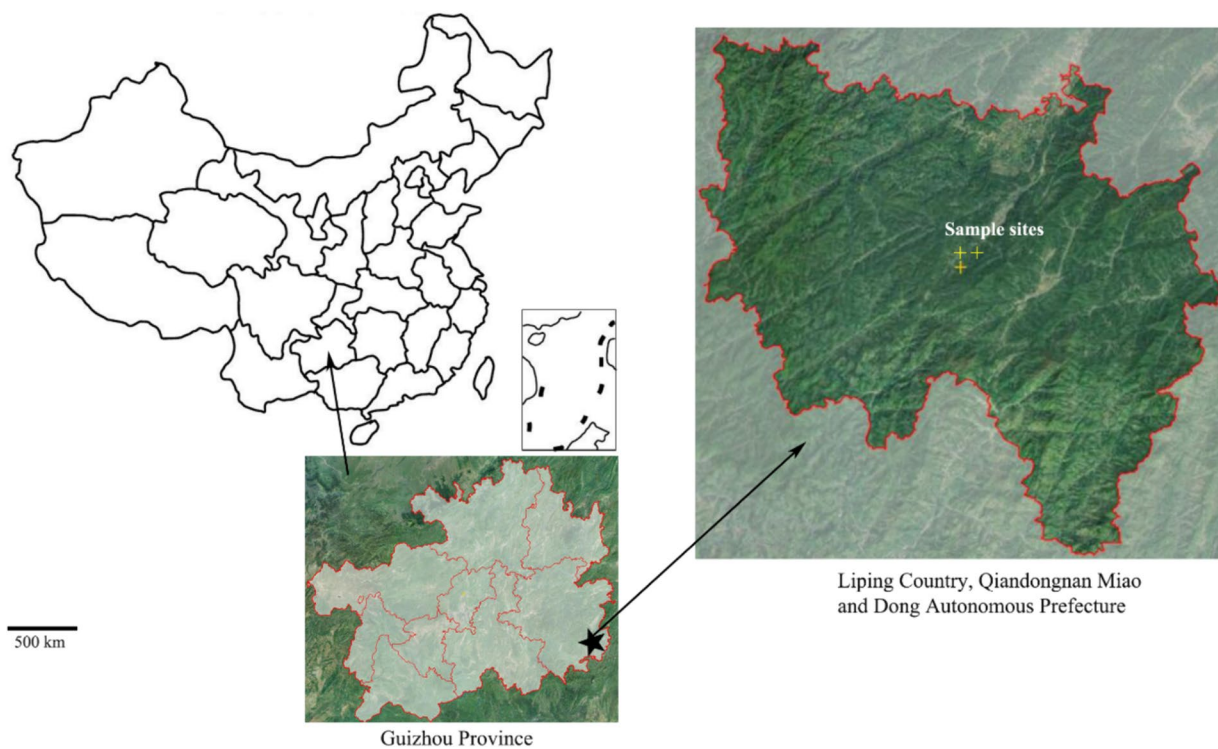 Sample sites
Liping Country, Qiandongnan Miao
and Dong Autonomous Prefecture
500 km
Guizhou Province